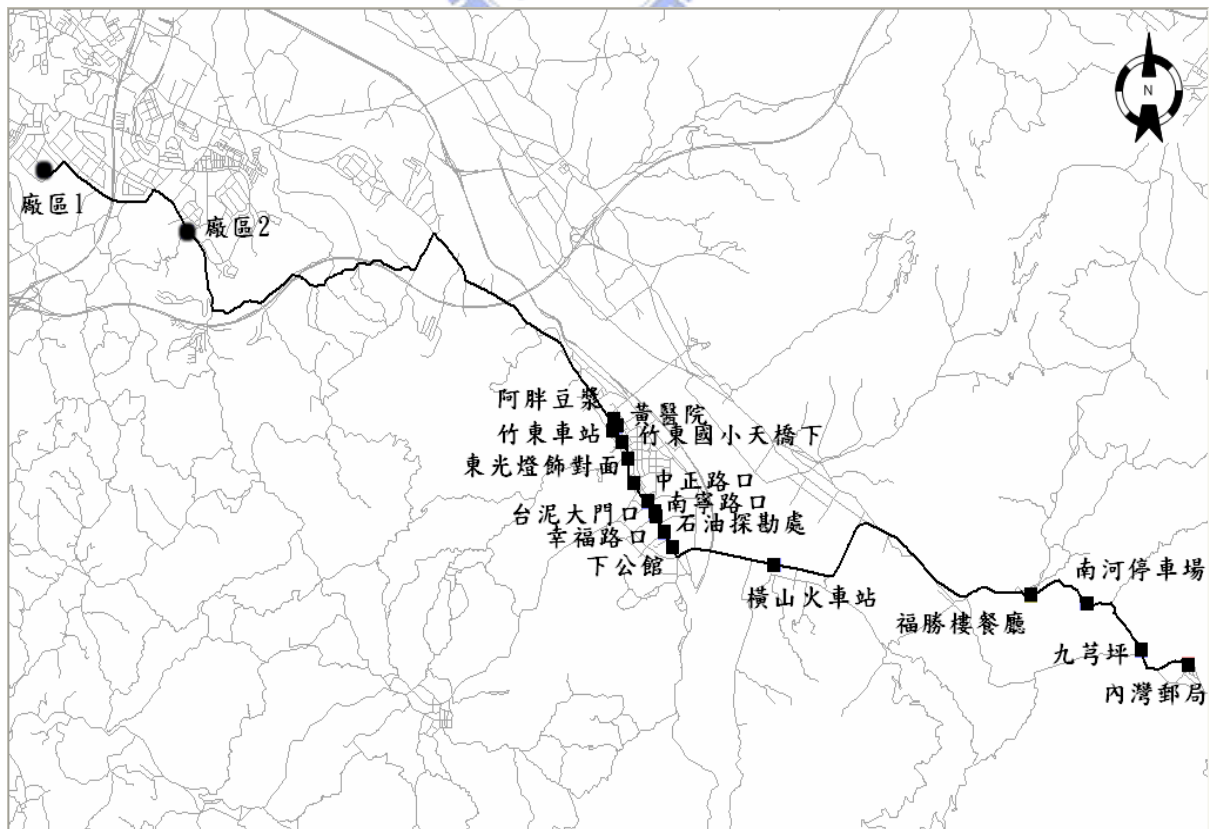 N
廠區1
廠區2
阿胖豆漿
黃醫院
竹東車站
竹東國小天橋下
東光燈飾對面
中正路口
南寧路口
台泥大門口
石油探勘處
幸福路口
下公館
橫山火車站
南河停車場
福勝樓餐廳
九芎坪
內灣郵局